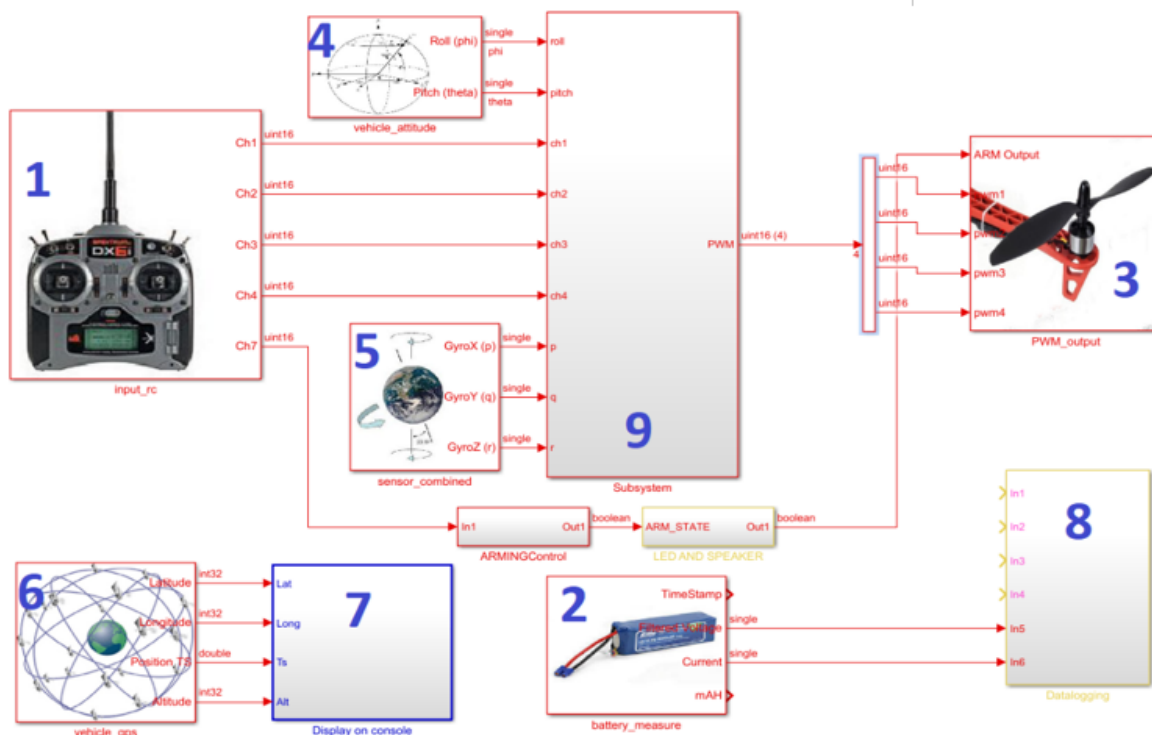 4
Roll (phi)
single
phi
roll
Pitch (theta)
single
theta
pitch
vehicle_attitude
1
SPEKTRUM
DX6i
Ch1
uint16
ch1
Ch2
uint16
ch2
Ch3
uint16
ch3
Ch4
uint16
ch4
Ch7
uint16
input_rc
PWM
uint16 (4)
4
uint16
uint16
uint16
uint16
ARM Output
pwm1
pwm3
pwm4
3
PWM_output
5
GyroX (p)
single
p
GyroY (q)
single
q
GyroZ (r)
single
r
sensor_combined
9
Subsystem
In1
Out1
boolean
ARMINGControl
ARM_STATE
Out1
boolean
LED AND SPEAKER
6
Latitude
int32
Lat
Longitude
int32
Long
Position TS
double
Ts
Altitude
int32
Alt
vehicle_gps
7
Display on console
2
TimeStamp
Filtered Voltage
single
Current
single
mAH
battery_measure
8
In1
In2
In3
In4
In5
In6
Datalogging